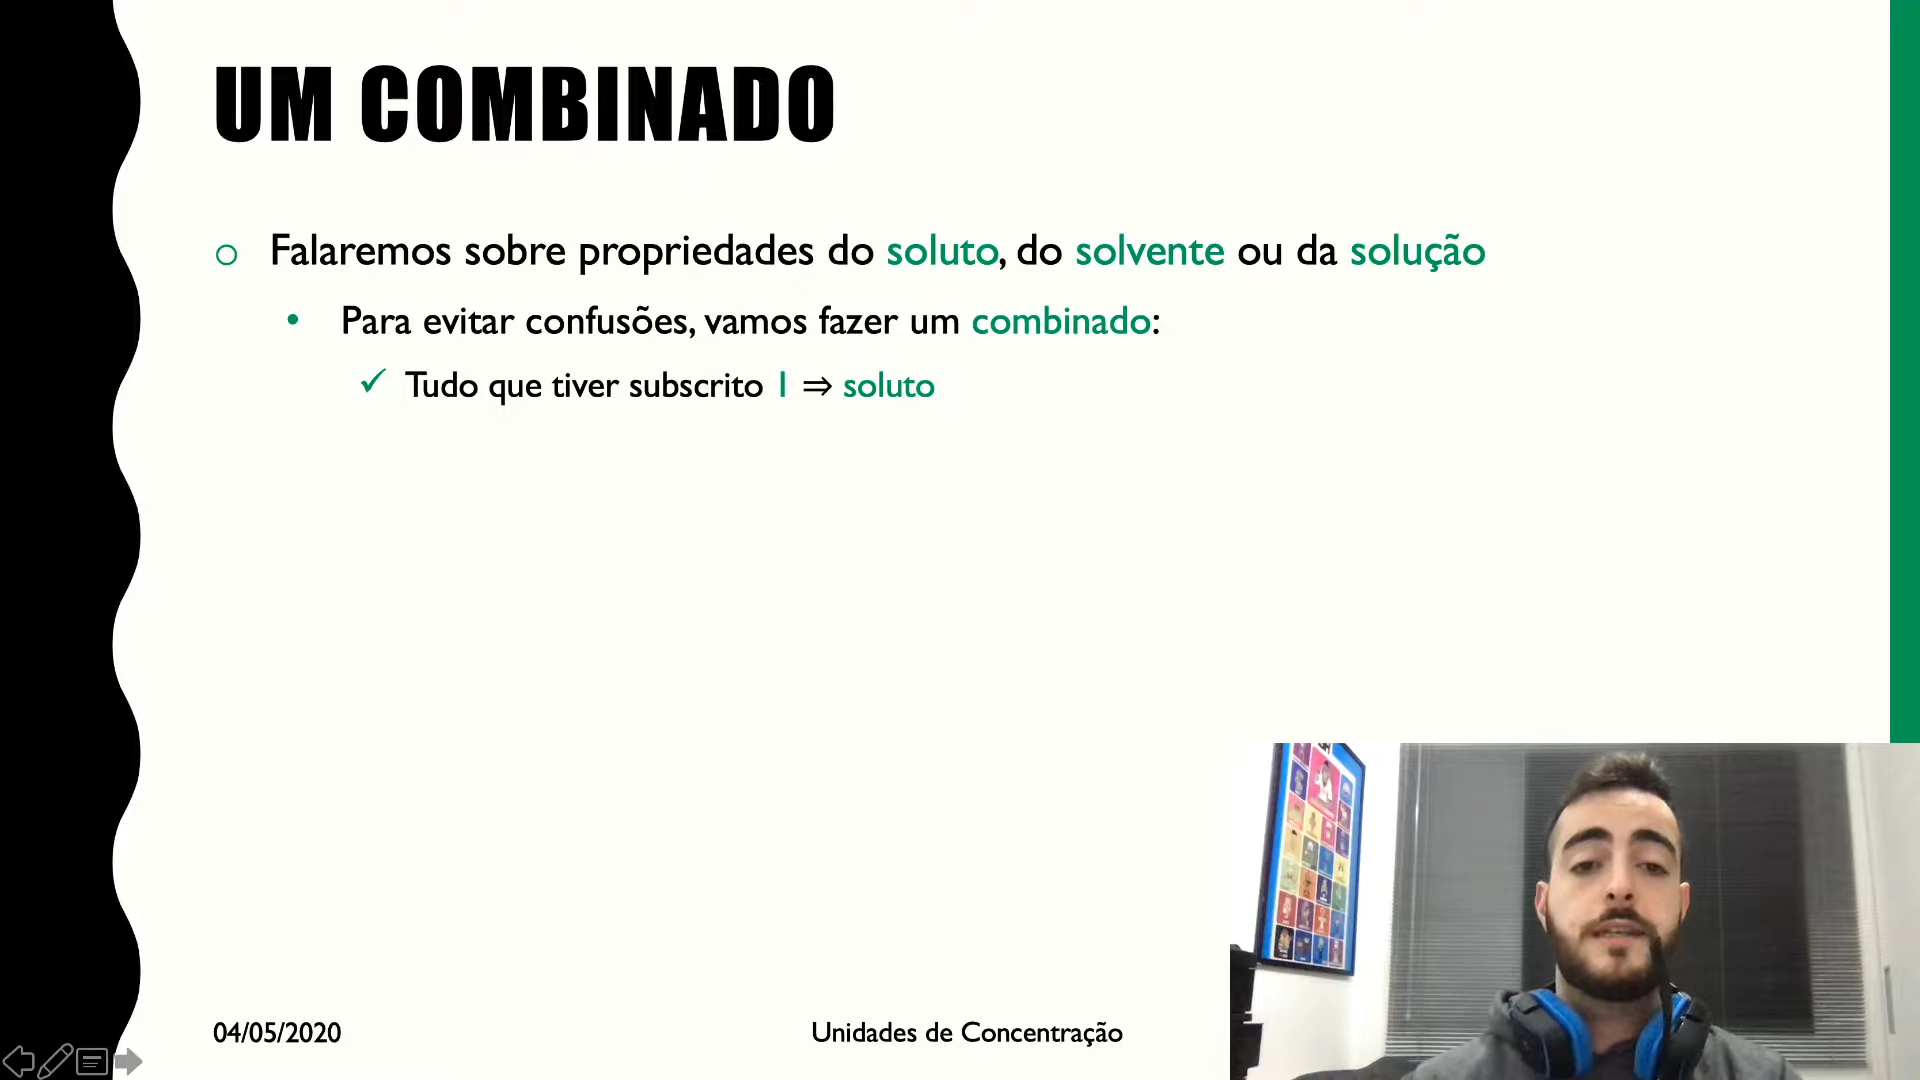 UM COMBINADO
Falaremos sobre propriedades do soluto, do solvente ou da solução
Para evitar confusões, vamos fazer um combinado:
Tudo que tiver subscrito 1 ⇒ soluto
04/05/2020
Unidades de Concentração